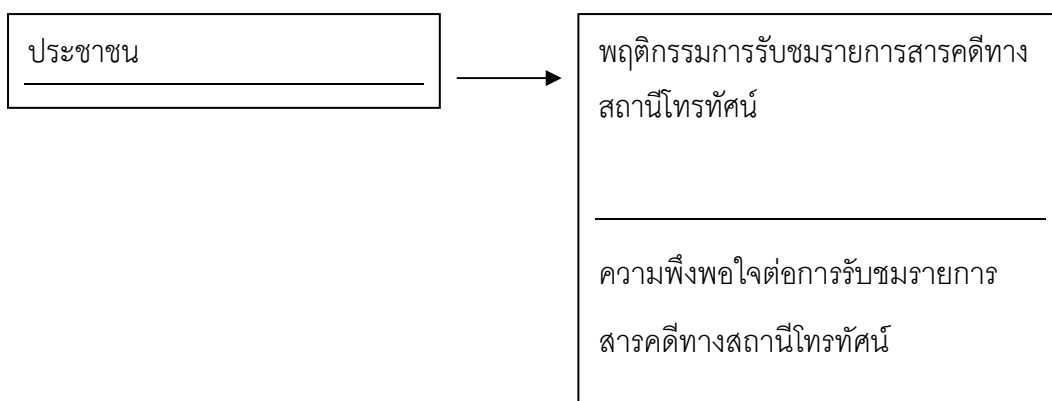 ประชาชน
พฤติกรรมการรับชมรายการสารคดีทาง
สถานีโทรทัศน์
ความพึงพอใจต่อการรับชมรายการ
สารคดีทางสถานีโทรทัศน์